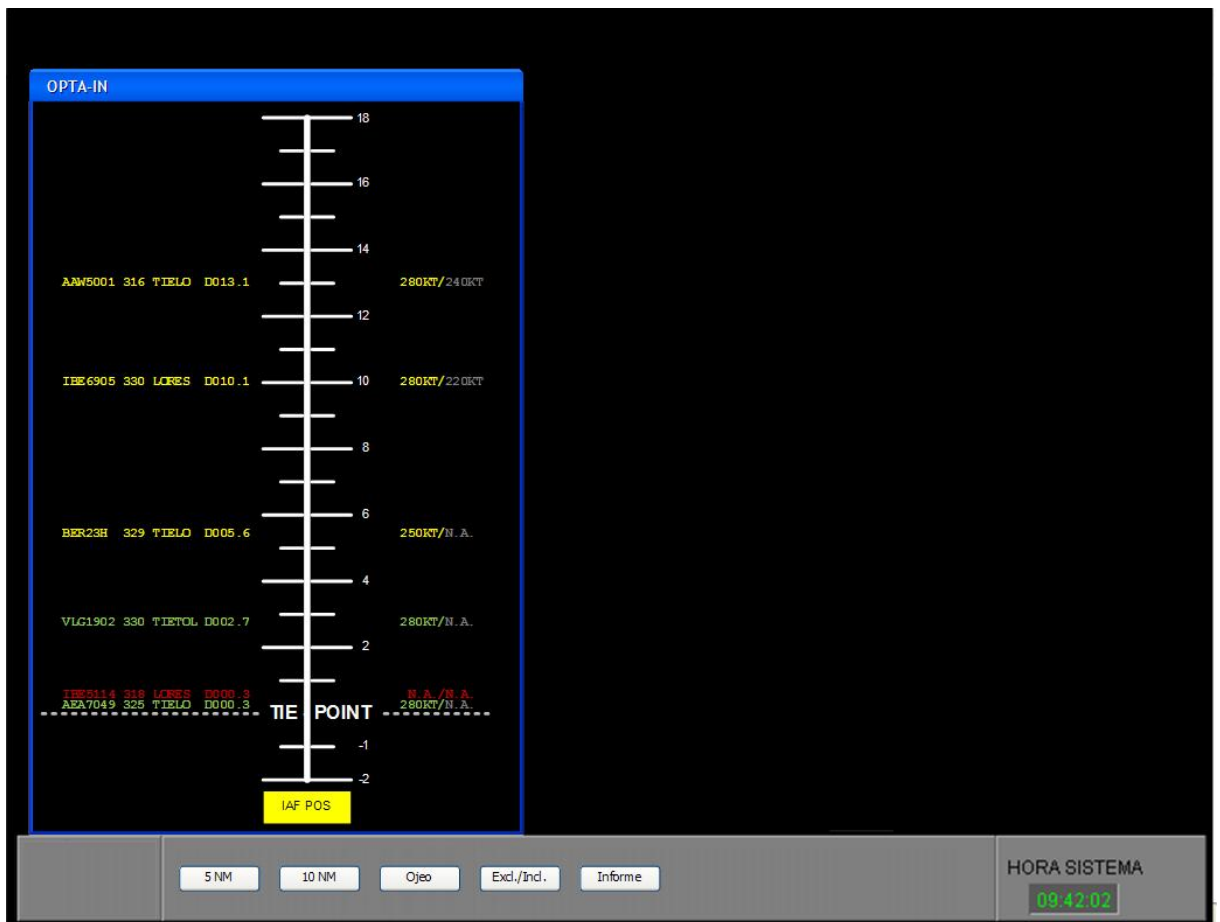 OPTA-IN
18
16
14
AAW5001 316 TIELO D013.1 280KT/240KT
12
IBE6905 330 LORES D010.1 10 280KT/220KT
8
6
BER23H 329 TIELO D005.6 250KT/N.A.
4
VLG1902 330 TIETOL D002.7 280KT/N.A.
2
IBE5114 318 LORES D000.3 N.A./N.A.
AEA7049 325 TIELO D000.3 280KT/N.A.
TIE POINT
-1
-2
IAF POS
5 NM 10 NM Ojeo Excl./Incl. Informe
HORA SISTEMA
09:42:02